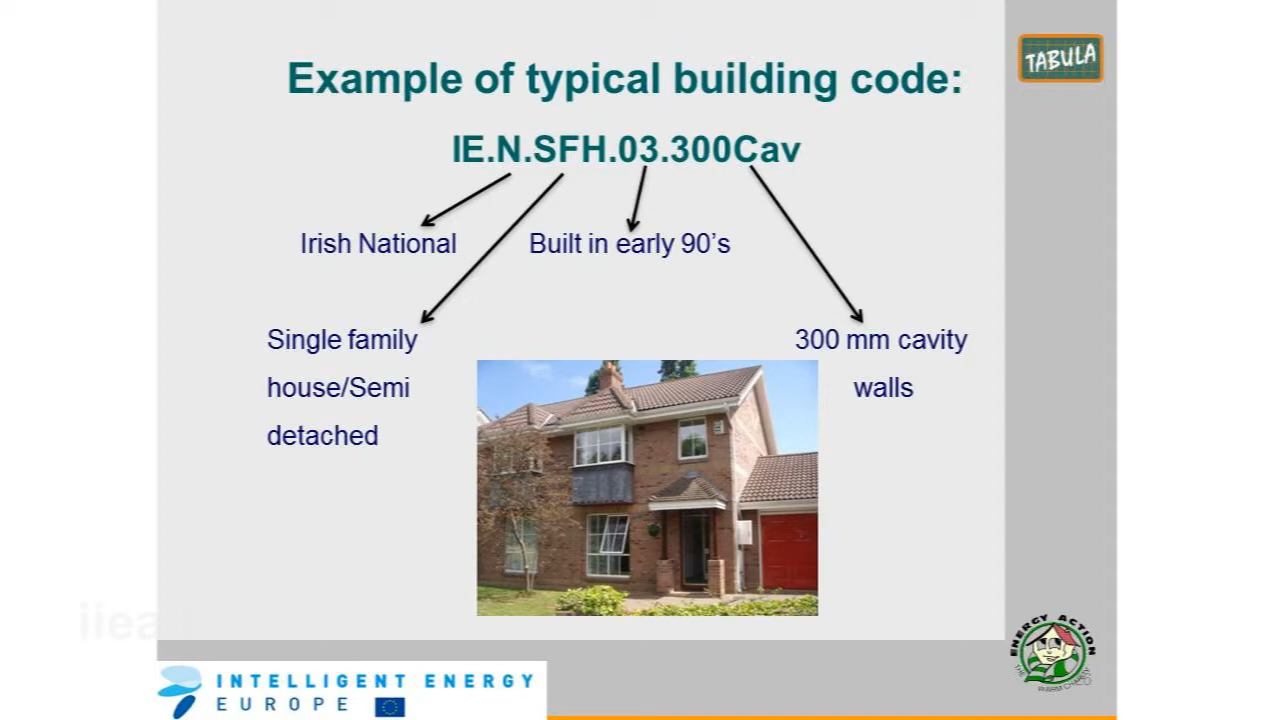 TABULA
Example of typical building code:
IE.N.SFH.03.300Cav
Irish National
Built in early 90's
Single family
house/Semi
detached
300 mm cavity
walls
ENERGY ACTION
INTELLIGENT ENERGY
EUROPE